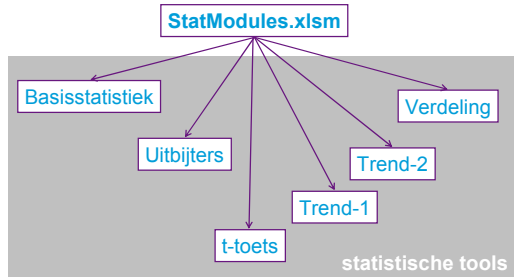 StatModules.xlsm
Basisstatistiek
Verdeling
Uitbijters
Trend-2
Trend-1
t-toets
statistische tools